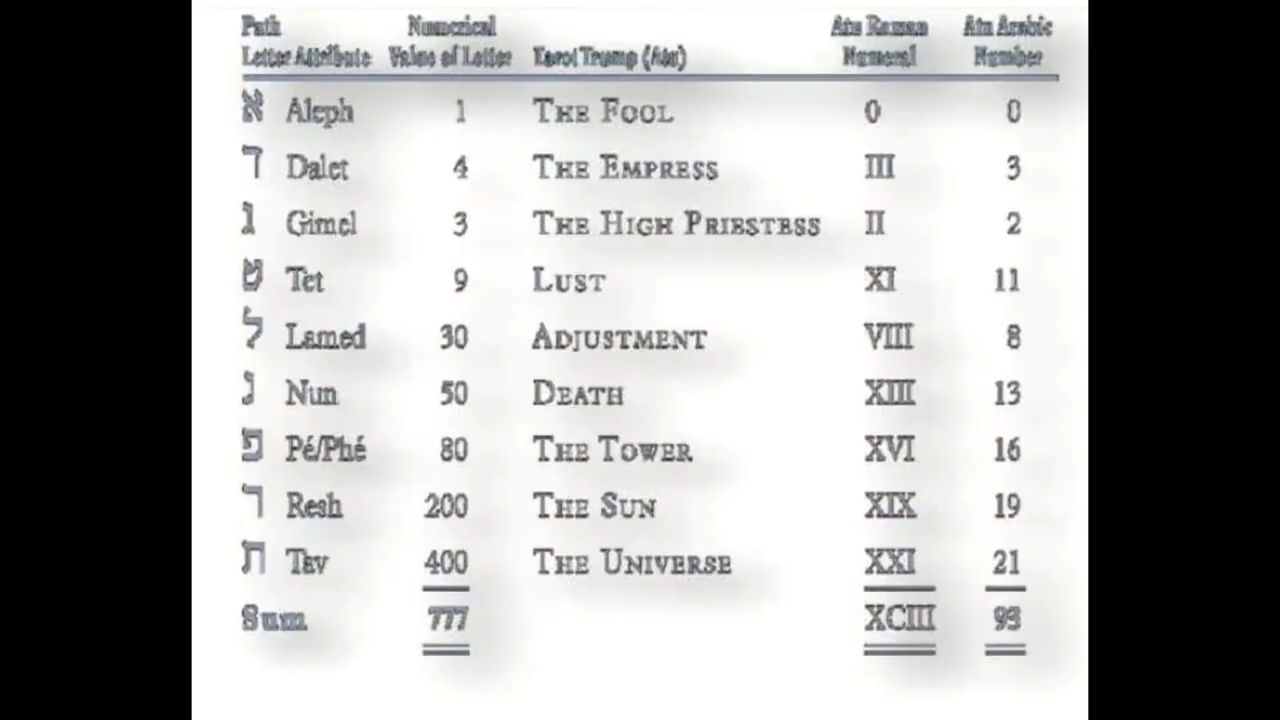 Path Numerical Atu Roman Atu Arabic
Letter Attribute Value of Letter Tarot Trump (Atu) Numeral Number
א Aleph 1 THE FOOL 0 0
ד Dalet 4 THE EMPRESS III 3
ג Gimel 3 THE HIGH PRIESTESS II 2
ט Tet 9 LUST XI 11
ל Lamed 30 ADJUSTMENT VIII 8
נ Nun 50 DEATH XIII 13
פ Pé/Phé 80 THE TOWER XVI 16
ר Resh 200 THE SUN XIX 19
ת Tav 400 THE UNIVERSE XXI 21
Sum 777 XCIII 93